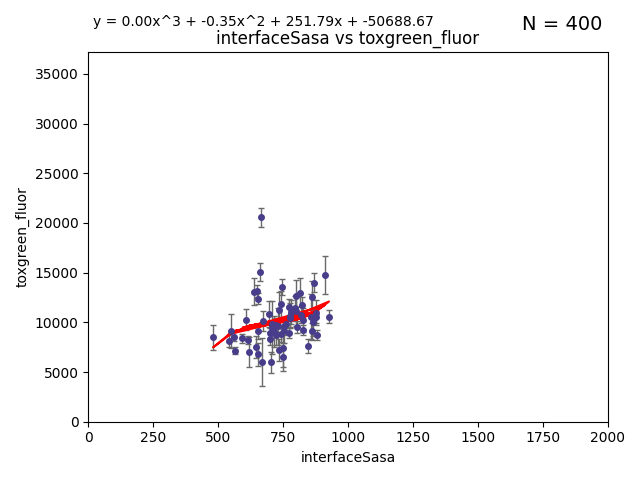 y = 0.00x^3 + -0.35x^2 + 251.79x + -50688.67
N = 400
interfaceSasa vs toxgreen_fluor
35000
30000
25000
20000
15000
10000
5000
0
toxgreen_fluor
0 250 500 750 1000 1250 1500 1750 2000
interfaceSasa